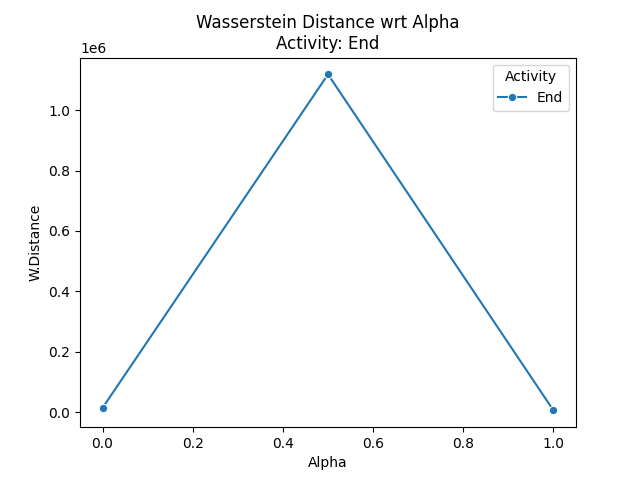 Wasserstein Distance wrt Alpha
Activity: End
1e6
Activity
End
1.0
0.8
0.6
0.4
0.2
0.0
W.Distance
0.0 0.2 0.4 0.6 0.8 1.0
Alpha